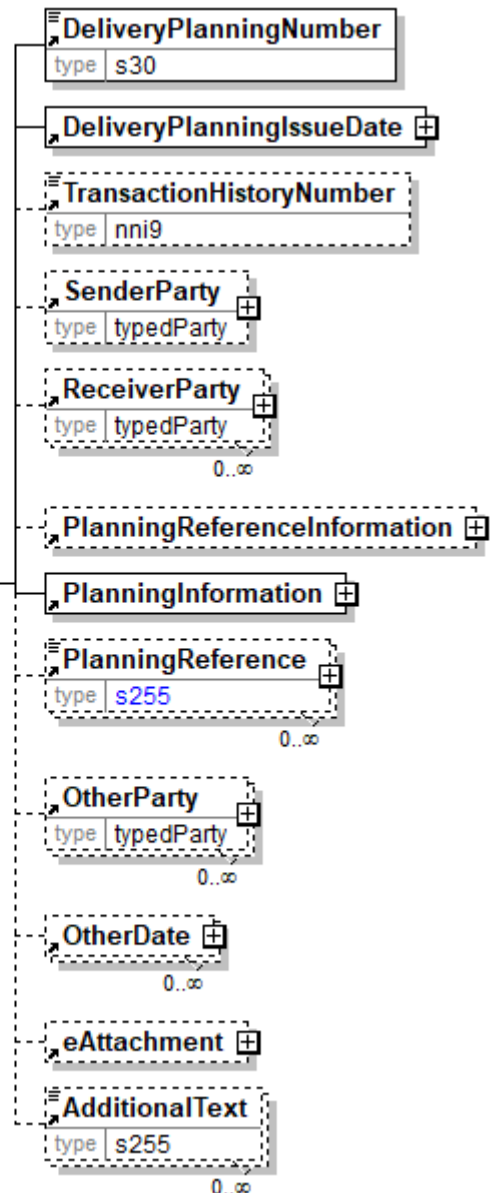 DeliveryPlanningNumber
type s30
DeliveryPlanningIssueDate
TransactionHistoryNumber
type nni9
SenderParty
type typedParty
ReceiverParty
type typedParty
0..∞
PlanningReferenceInformation
PlanningInformation
PlanningReference
type s255
0..∞
OtherParty
type typedParty
0..∞
OtherDate
0..∞
eAttachment
AdditionalText
type s255
0..∞